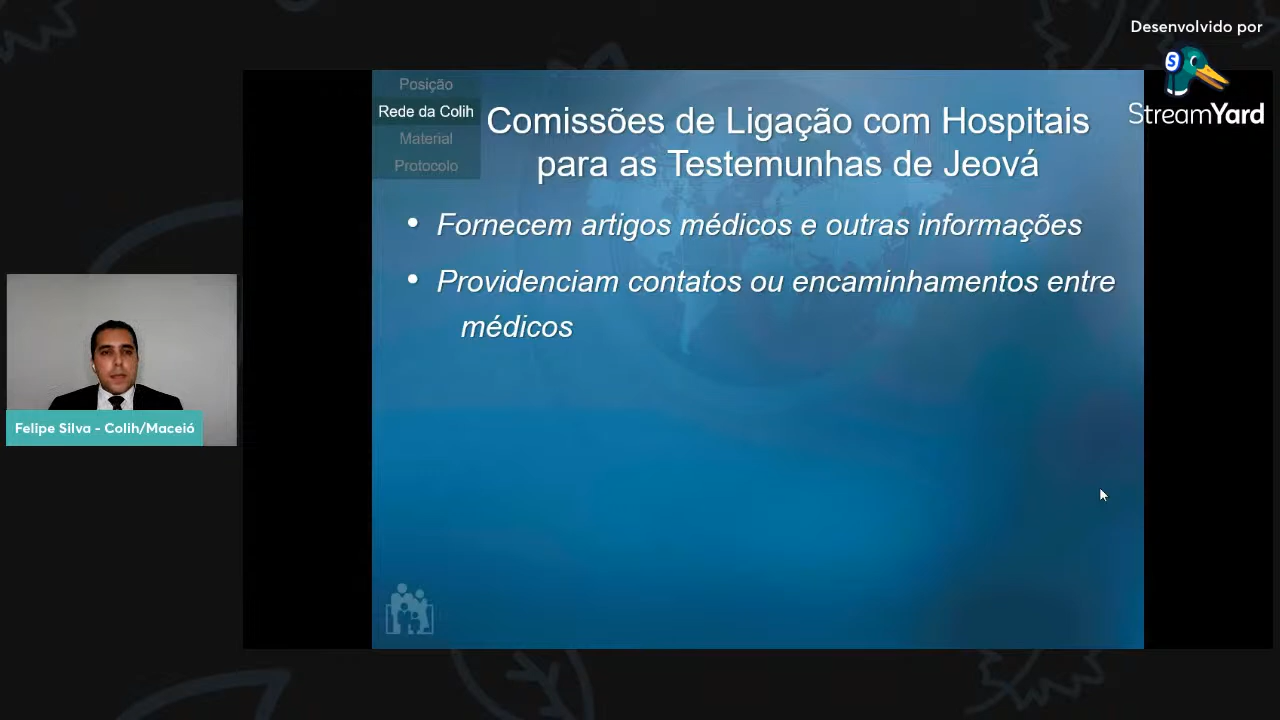 Desenvolvido por
StreamYard
Posição
Rede da Colih
Material
Protocolo
Comissões de Ligação com Hospitais
para as Testemunhas de Jeová
• Fornecem artigos médicos e outras informações
• Providenciam contatos ou encaminhamentos entre
médicos
Felipe Silva - Colih/Maceió